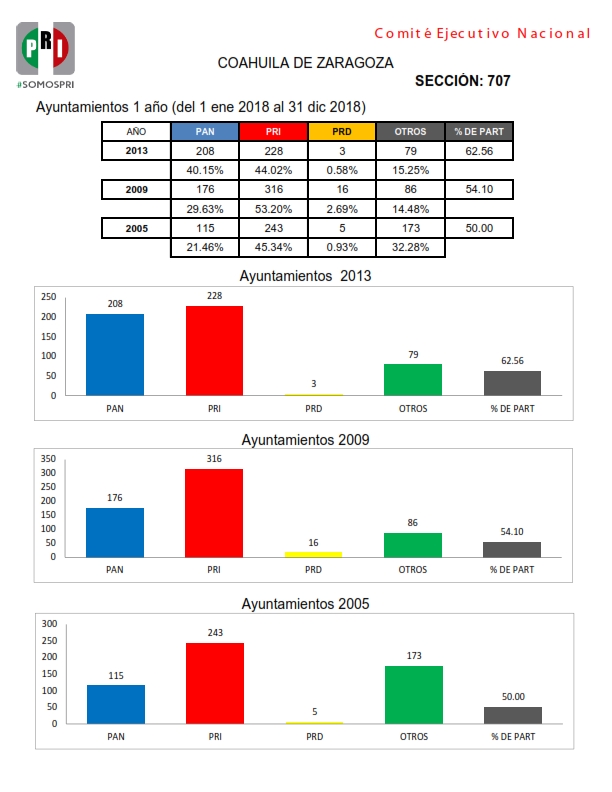 Comité Ejecutivo Nacional
PRI
#SOMOSPRI
COAHUILA DE ZARAGOZA
SECCIÓN: 707
Ayuntamientos 1 año (del 1 ene 2018 al 31 dic 2018)
AÑO PAN PRI PRD OTROS % DE PART
2013 208 228 3 79 62.56
40.15% 44.02% 0.58% 15.25%
2009 176 316 16 86 54.10
29.63% 53.20% 2.69% 14.48%
2005 115 243 5 173 50.00
21.46% 45.34% 0.93% 32.28%
Ayuntamientos 2013
250
200
150
100
50
0
208 228 3 79 62.56
PAN PRI PRD OTROS % DE PART
Ayuntamientos 2009
350
300
250
200
150
100
50
0
176 316 16 86 54.10
PAN PRI PRD OTROS % DE PART
Ayuntamientos 2005
300
250
200
150
100
50
0
115 243 5 173 50.00
PAN PRI PRD OTROS % DE PART